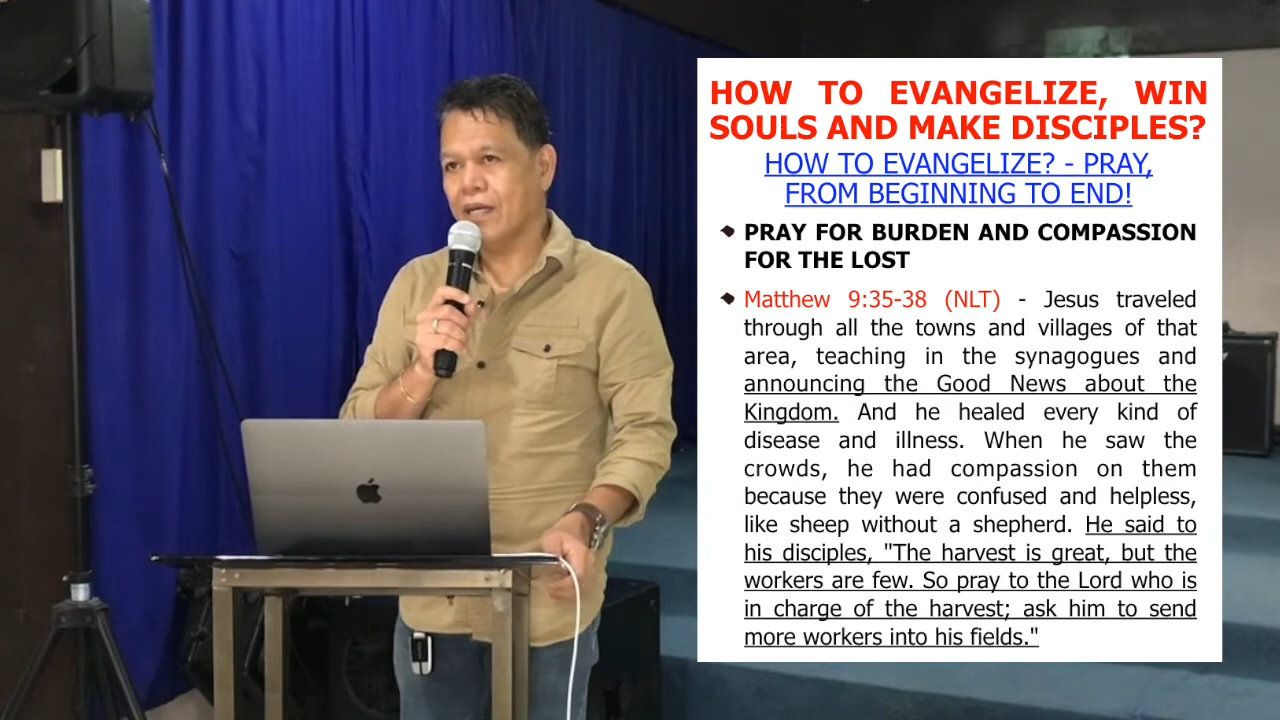 HOW TO EVANGELIZE, WIN
SOULS AND MAKE DISCIPLES?
HOW TO EVANGELIZE? - PRAY,
FROM BEGINNING TO END!
PRAY FOR BURDEN AND COMPASSION
FOR THE LOST
Matthew 9:35-38 (NLT) - Jesus traveled
through all the towns and villages of that
area, teaching in the synagogues and
announcing the Good News about the
Kingdom. And he healed every kind of
disease and illness. When he saw the
crowds, he had compassion on them
because they were confused and helpless,
like sheep without a shepherd. He said to
his disciples, "The harvest is great, but the
workers are few. So pray to the Lord who is
in charge of the harvest; ask him to send
more workers into his fields."